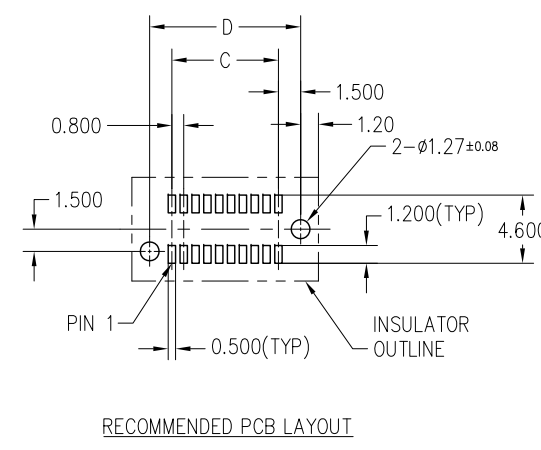 D
C
1.500
0.800
1.20
2-Ø1.27±0.08
1.500
1.200(TYP)
4.600
PIN 1
INSULATOR
OUTLINE
0.500(TYP)
RECOMMENDED PCB LAYOUT